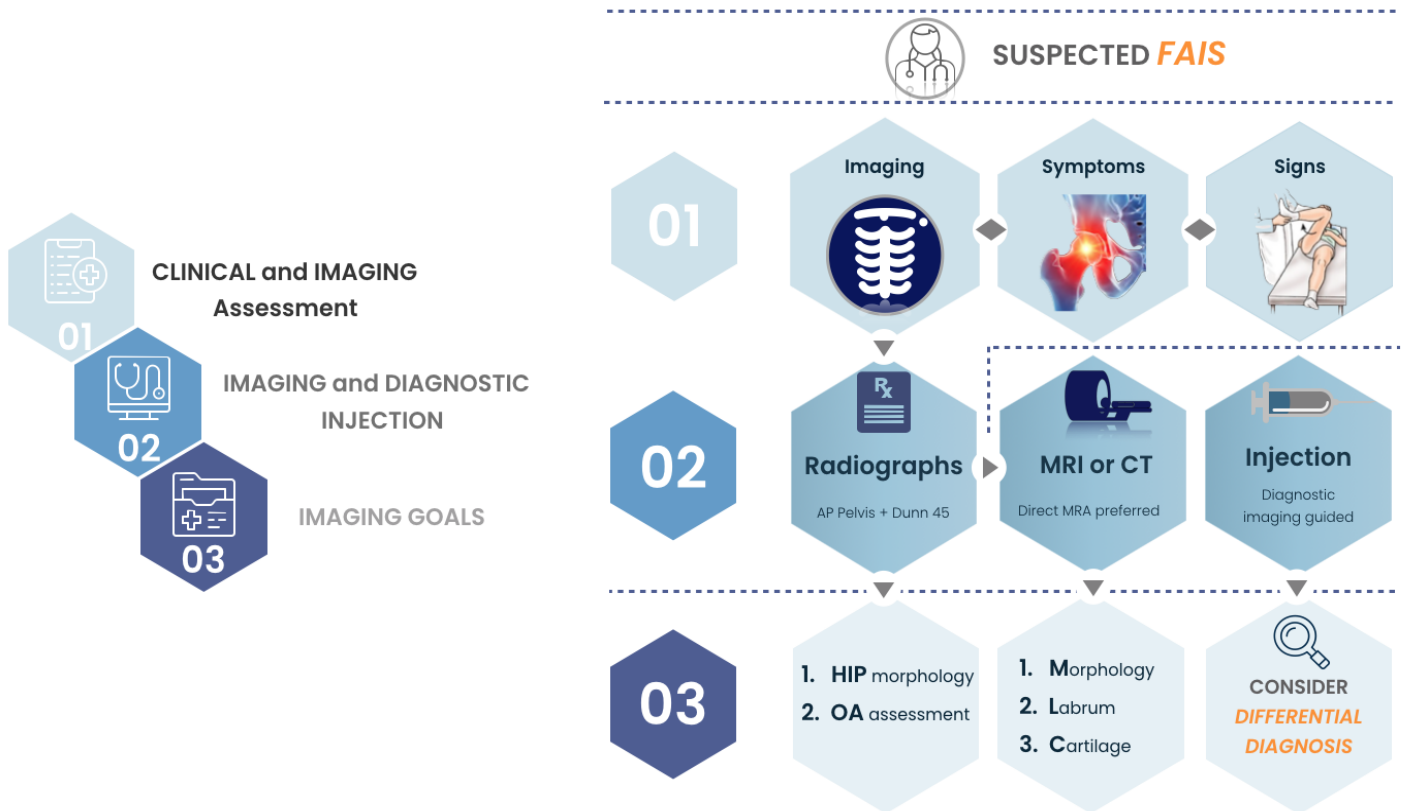 SUSPECTED FAIS
01
CLINICAL and IMAGING
Assessment
02
IMAGING and DIAGNOSTIC
INJECTION
03
IMAGING GOALS
01
Imaging
Symptoms
Signs
02
Rx
Radiographs
AP Pelvis + Dunn 45
MRI or CT
Direct MRA preferred
Injection
Diagnostic
imaging guided
03
1. HIP morphology
2. OA assessment
1. Morphology
2. Labrum
3. Cartilage
CONSIDER
DIFFERENTIAL
DIAGNOSIS